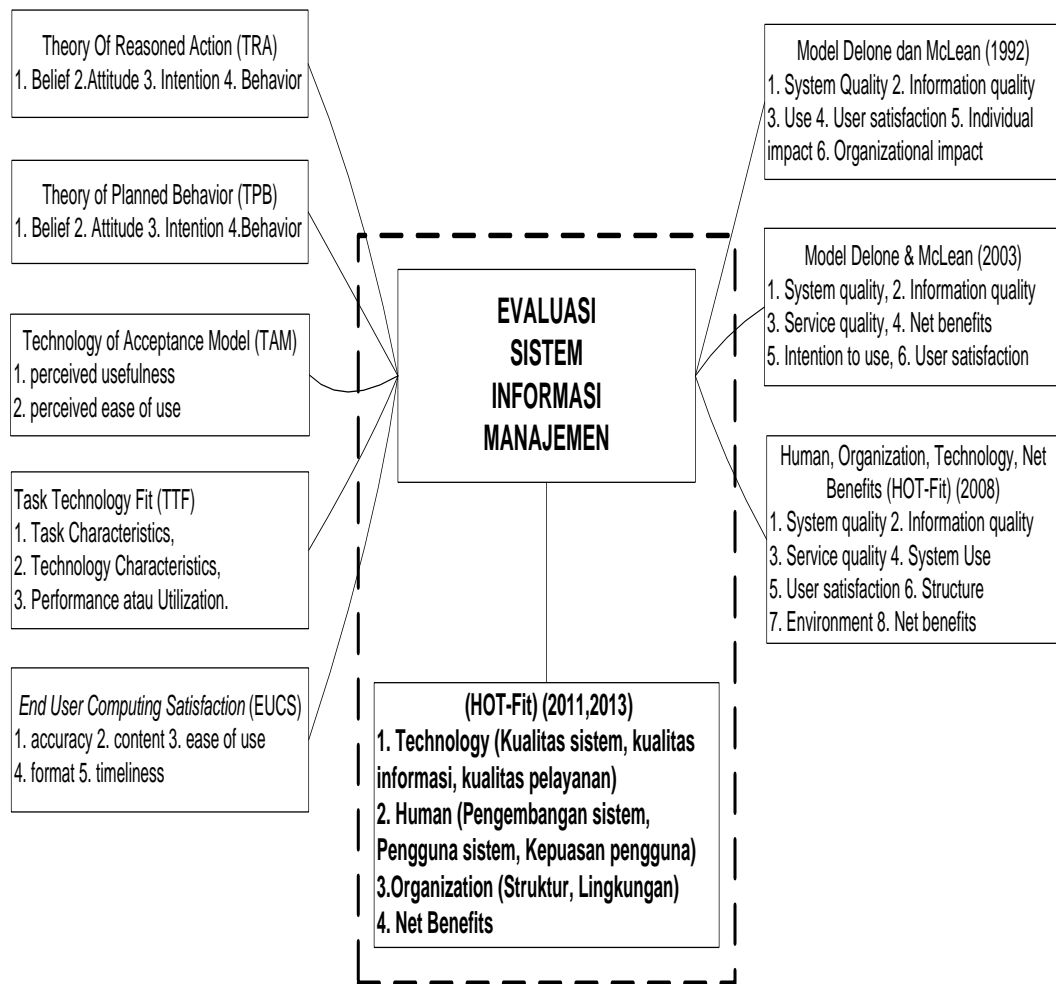 Theory Of Reasoned Action (TRA)
1. Belief 2.Attitude 3. Intention 4. Behavior
Theory of Planned Behavior (TPB)
1. Belief 2. Attitude 3. Intention 4.Behavior
Technology of Acceptance Model (TAM)
1. perceived usefulness
2. perceived ease of use
Task Technology Fit (TTF)
1. Task Characteristics,
2. Technology Characteristics,
3. Performance atau Utilization.
End User Computing Satisfaction (EUCS)
1. accuracy 2. content 3. ease of use
4. format 5. timeliness
EVALUASI
SISTEM
INFORMASI
MANAJEMEN
(HOT-Fit) (2011,2013)
1. Technology (Kualitas sistem, kualitas
informasi, kualitas pelayanan)
2. Human (Pengembangan sistem,
Pengguna sistem, Kepuasan pengguna)
3.Organization (Struktur, Lingkungan)
4. Net Benefits
Model Delone dan McLean (1992)
1. System Quality 2. Information quality
3. Use 4. User satisfaction 5. Individual
impact 6. Organizational impact
Model Delone & McLean (2003)
1. System quality, 2. Information quality
3. Service quality, 4. Net benefits
5. Intention to use, 6. User satisfaction
Human, Organization, Technology, Net
Benefits (HOT-Fit) (2008)
1. System quality 2. Information quality
3. Service quality 4. System Use
5. User satisfaction 6. Structure
7. Environment 8. Net benefits